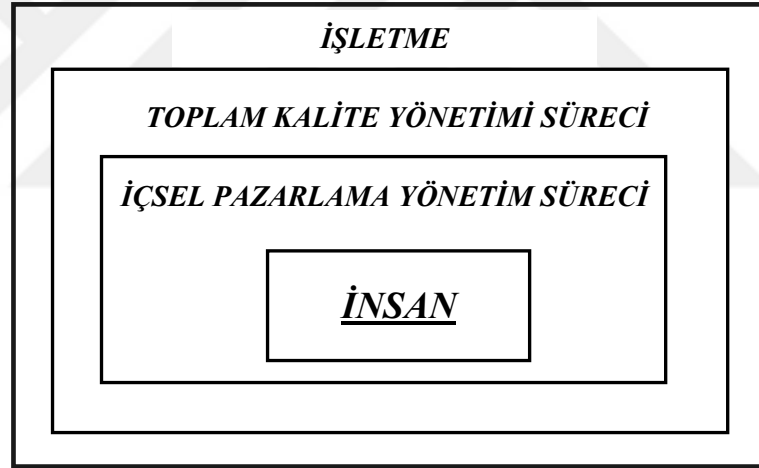 İŞLETME
TOPLAM KALİTE YÖNETİMİ SÜRECİ
İÇSEL PAZARLAMA YÖNETİM SÜRECİ
İNSAN